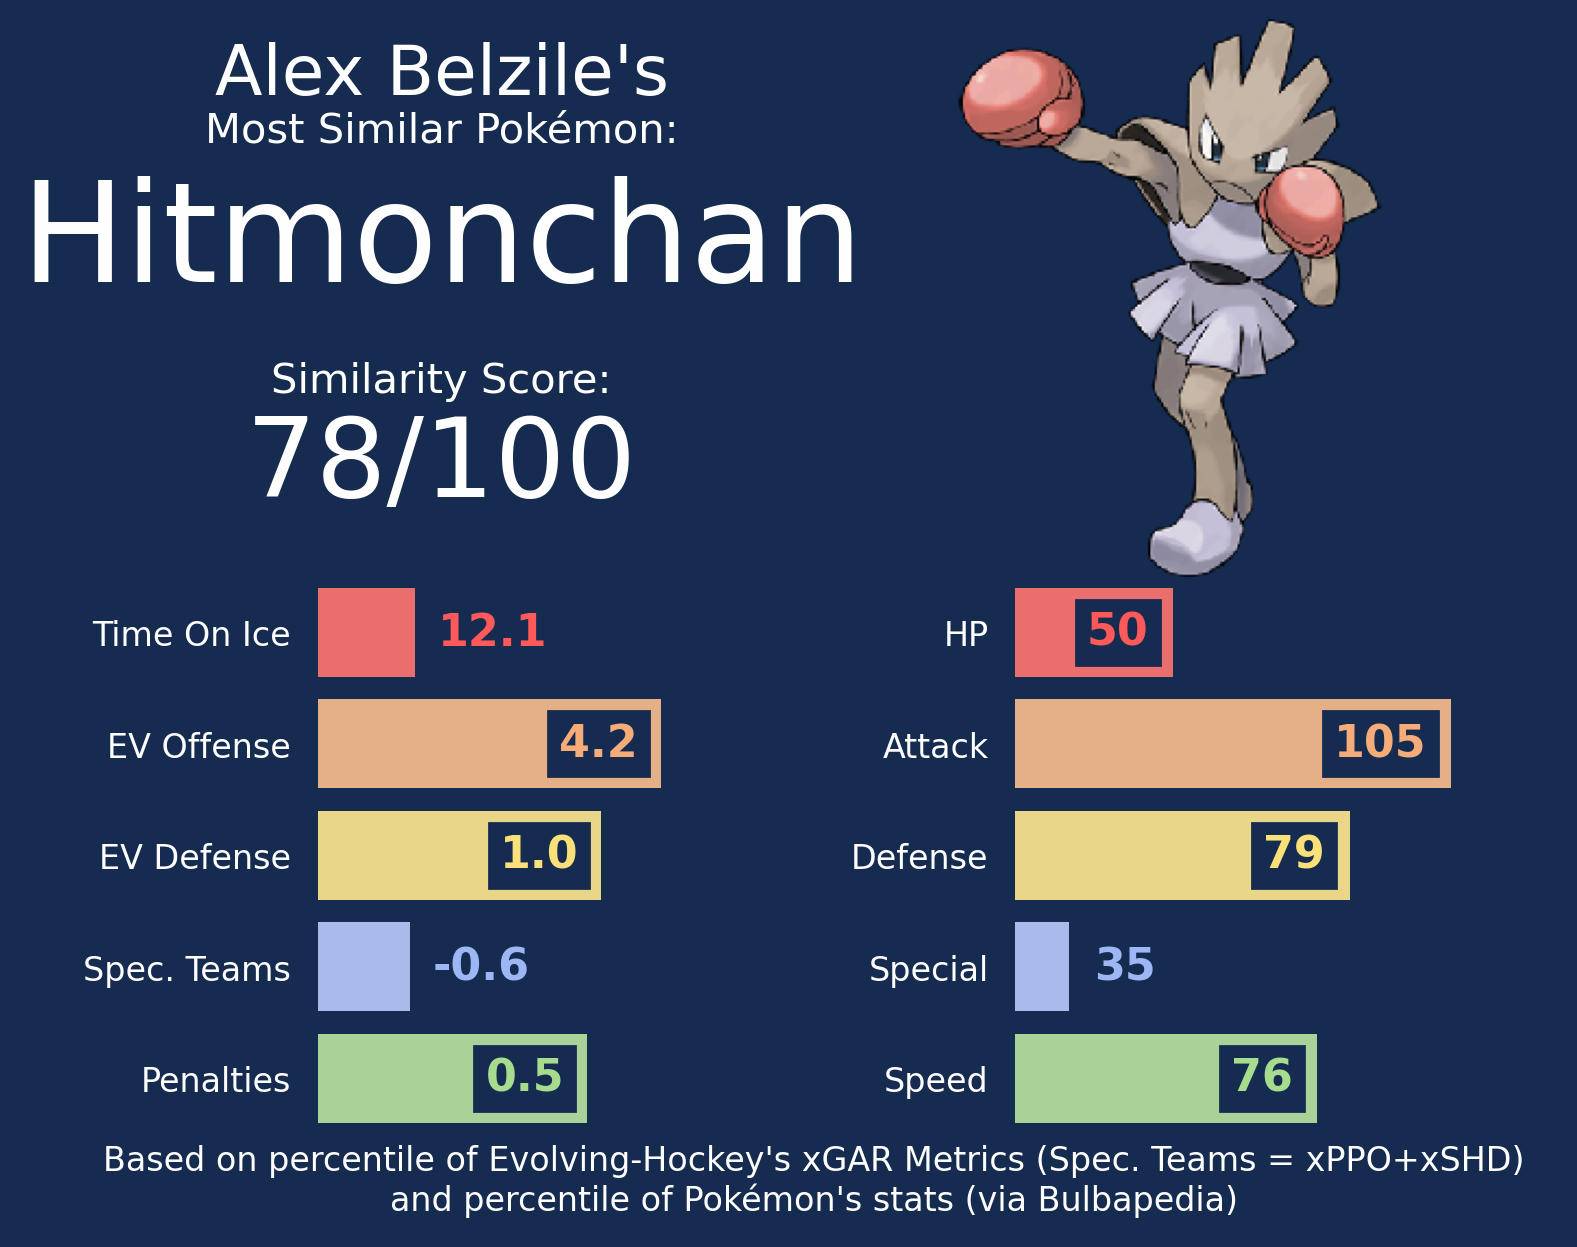 Alex Belzile's
Most Similar Pokémon:
Hitmonchan
Similarity Score:
78/100
Time On Ice 12.1
EV Offense 4.2
EV Defense 1.0
Spec. Teams -0.6
Penalties 0.5
HP 50
Attack 105
Defense 79
Special 35
Speed 76
Based on percentile of Evolving-Hockey's xGAR Metrics (Spec. Teams = xPPO+xSHD)
and percentile of Pokémon's stats (via Bulbapedia)